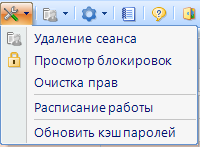 Удаление сеанса
Просмотр блокировок
Очистка прав
Расписание работы
Обновить кэш паролей